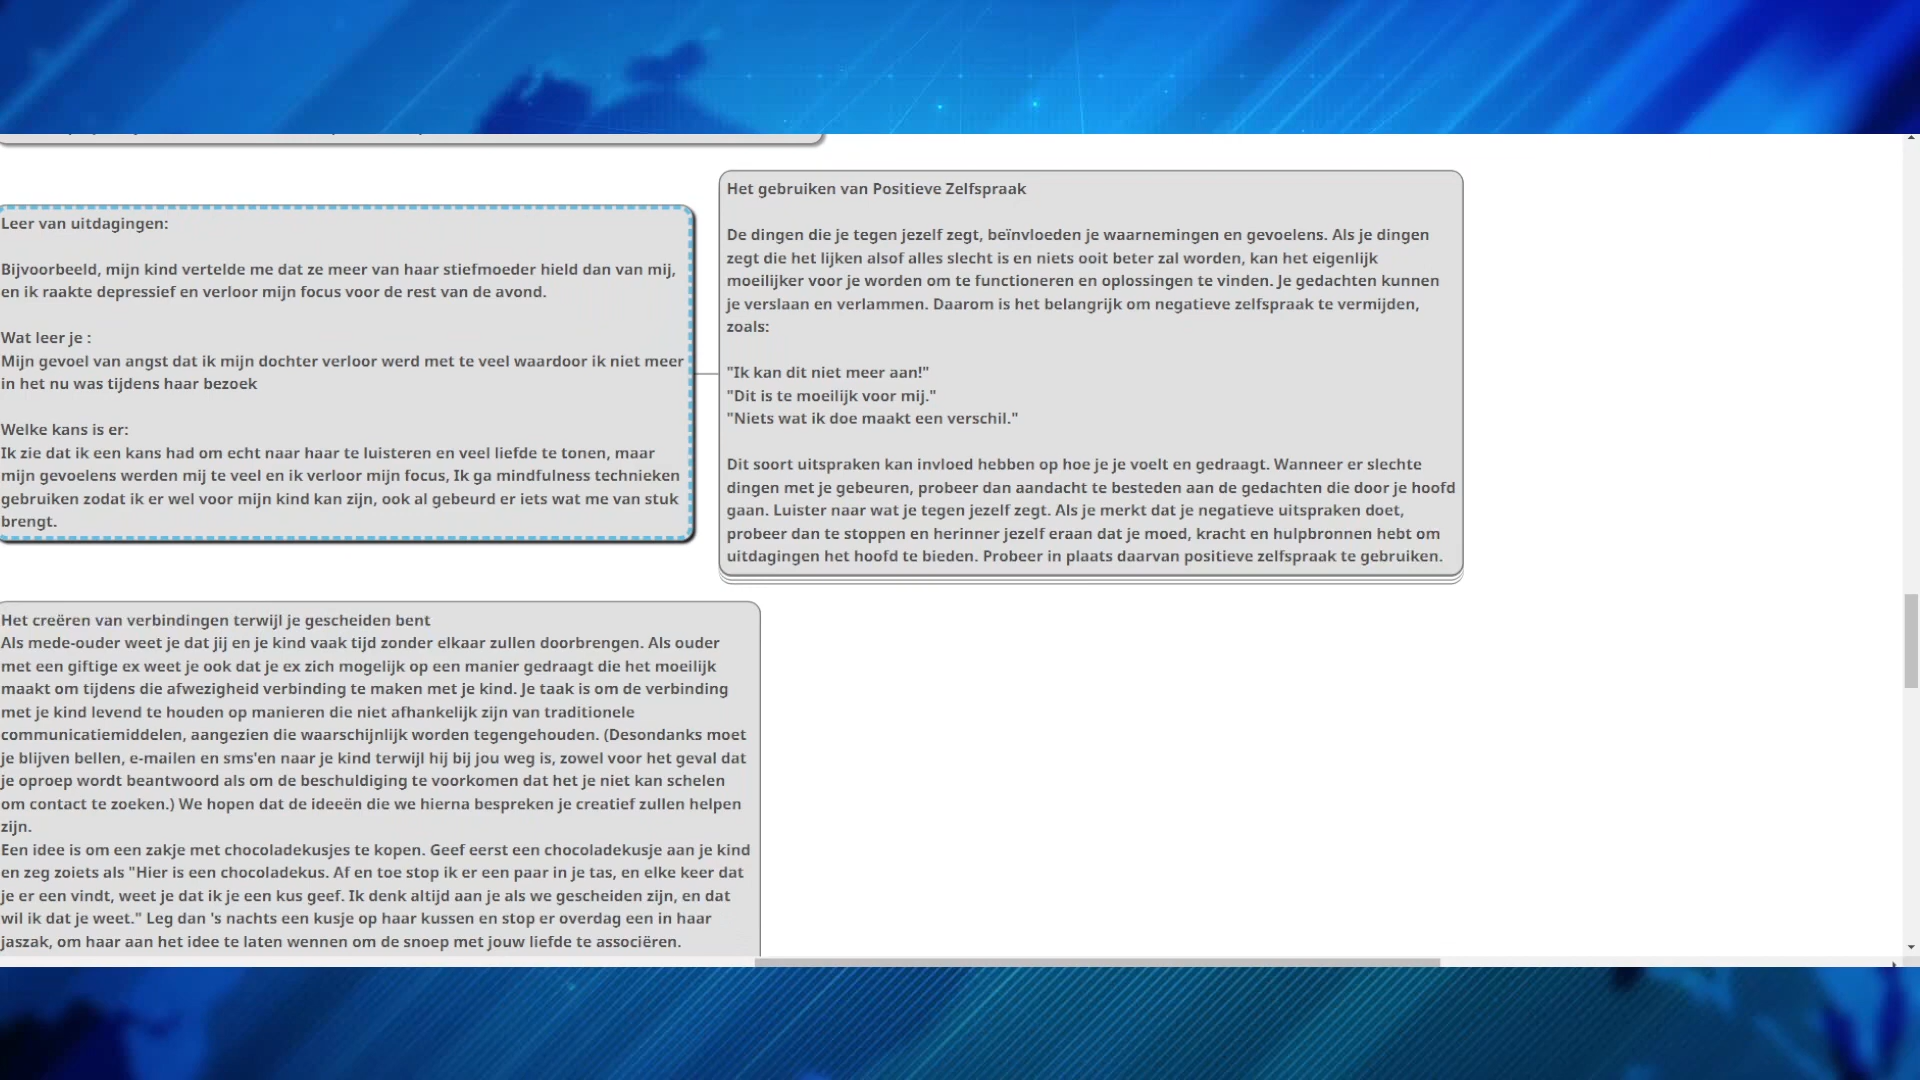 Leer van uitdagingen:
Bijvoorbeeld, mijn kind vertelde me dat ze meer van haar stiefmoeder hield dan van mij,
en ik raakte depressief en verloor mijn focus voor de rest van de avond.
Wat leer je :
Mijn gevoel van angst dat ik mijn dochter verloor werd met te veel waardoor ik niet meer
in het nu was tijdens haar bezoek
Welke kans is er:
Ik zie dat ik een kans had om echt naar haar te luisteren en veel liefde te tonen, maar
mijn gevoelens werden mij te veel en ik verloor mijn focus, Ik ga mindfulness technieken
gebruiken zodat ik er wel voor mijn kind kan zijn, ook al gebeurd er iets wat me van stuk
brengt.
Het gebruiken van Positieve Zelfspraak
De dingen die je tegen jezelf zegt, beïnvloeden je waarnemingen en gevoelens. Als je dingen
zegt die het lijken alsof alles slecht is en niets ooit beter zal worden, kan het eigenlijk
moeilijker voor je worden om te functioneren en oplossingen te vinden. Je gedachten kunnen
je verslaan en verlammen. Daarom is het belangrijk om negatieve zelfspraak te vermijden,
zoals:
"Ik kan dit niet meer aan!"
"Dit is te moeilijk voor mij."
"Niets wat ik doe maakt een verschil."
Dit soort uitspraken kan invloed hebben op hoe je je voelt en gedraagt. Wanneer er slechte
dingen met je gebeuren, probeer dan aandacht te besteden aan de gedachten die door je hoofd
gaan. Luister naar wat je tegen jezelf zegt. Als je merkt dat je negatieve uitspraken doet,
probeer dan te stoppen en herinner jezelf eraan dat je moed, kracht en hulpbronnen hebt om
uitdagingen het hoofd te bieden. Probeer in plaats daarvan positieve zelfspraak te gebruiken.
Het creëren van verbindingen terwijl je gescheiden bent
Als mede-ouder weet je dat jij en je kind vaak tijd zonder elkaar zullen doorbrengen. Als ouder
met een giftige ex weet je ook dat je ex zich mogelijk op een manier gedraagt die het moeilijk
maakt om tijdens die afwezigheid verbinding te maken met je kind. Je taak is om de verbinding
met je kind levend te houden op manieren die niet afhankelijk zijn van traditionele
communicatiemiddelen, aangezien die waarschijnlijk worden tegengehouden. (Desondanks moet
je blijven bellen, e-mailen en sms'en naar je kind terwijl hij bij jou weg is, zowel voor het geval dat
je oproep wordt beantwoord als om de beschuldiging te voorkomen dat het je niet kan schelen
om contact te zoeken.) We hopen dat de ideeën die we hierna bespreken je creatief zullen helpen
zijn.
Een idee is om een zakje met chocoladekusjes te kopen. Geef eerst een chocoladekusje aan je kind
en zeg zoiets als "Hier is een chocoladekus. Af en toe stop ik er een paar in je tas, en elke keer dat
je er een vindt, weet je dat ik je een kus geef. Ik denk altijd aan je als we gescheiden zijn, en dat
wil ik dat je weet." Leg dan 's nachts een kusje op haar kussen en stop er overdag een in haar
jaszak, om haar aan het idee te laten wennen om de snoep met jouw liefde te associëren.